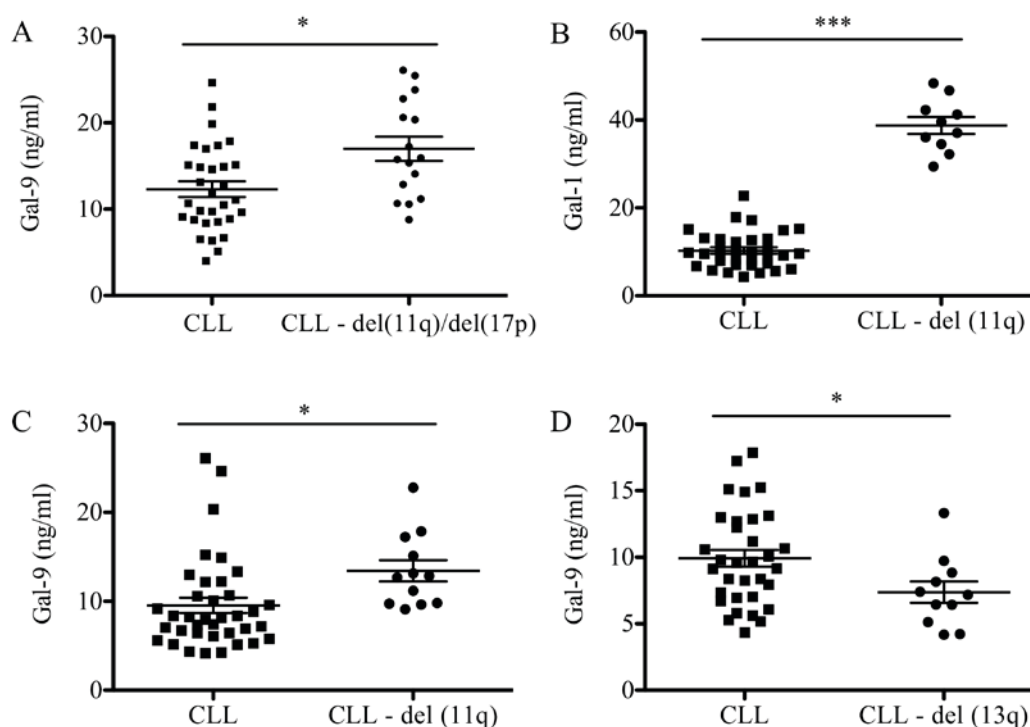 A
*
Gal-9 (ng/ml)
30
20
10
0
CLL
CLL - del(11q)/del(17p)
B
***
Gal-1 (ng/ml)
60
40
20
0
CLL
CLL - del (11q)
C
*
Gal-9 (ng/ml)
30
20
10
0
CLL
CLL - del (11q)
D
*
Gal-9 (ng/ml)
20
15
10
5
0
CLL
CLL - del (13q)